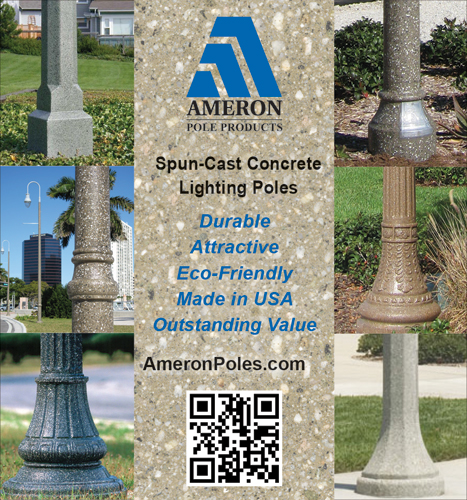 AMERON
POLE PRODUCTS
Spun-Cast Concrete
Lighting Poles
Durable
Attractive
Eco-Friendly
Made in USA
Outstanding Value
AmeronPoles.com